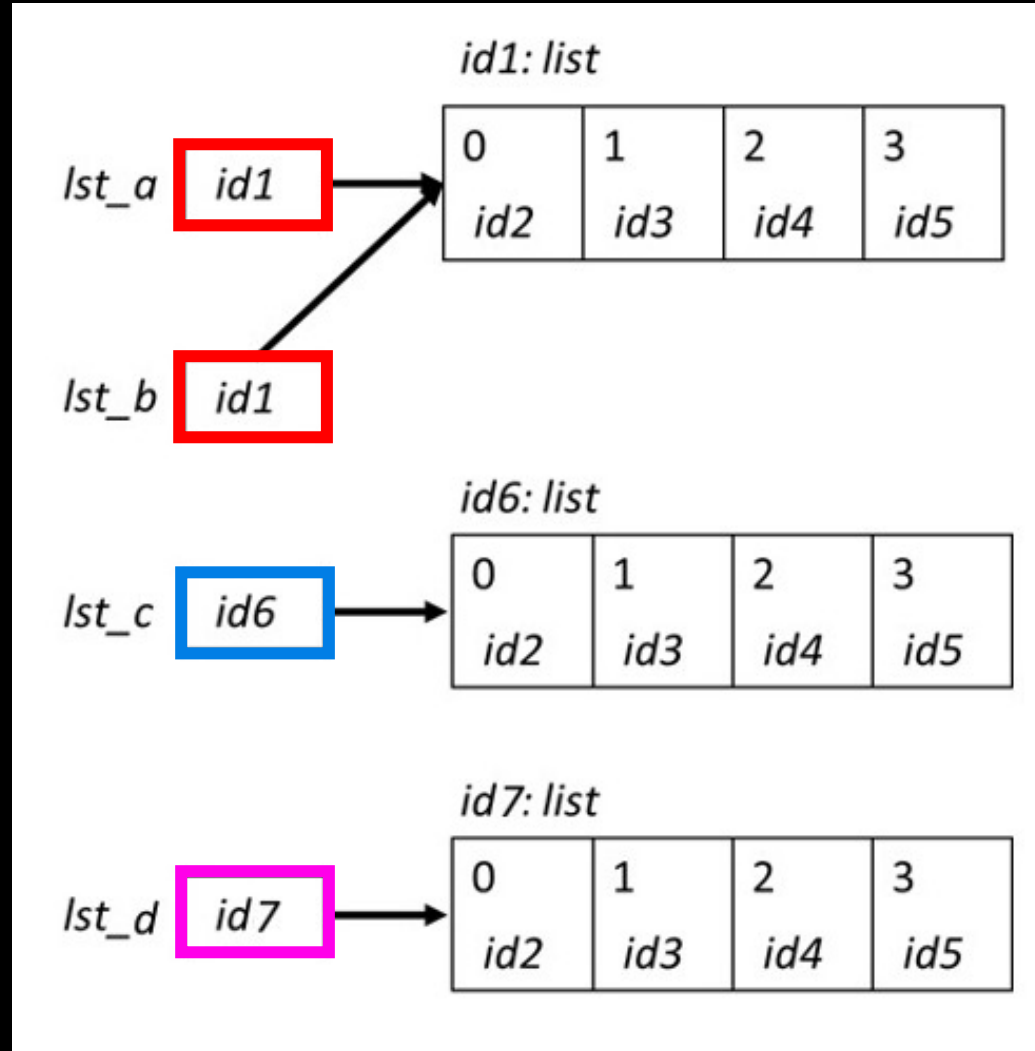 id1: list
0 1 2 3
lst_a id1 id2 id3 id4 id5
lst_b id1
id6: list
0 1 2 3
lst_c id6 id2 id3 id4 id5
id7: list
0 1 2 3
lst_d id7 id2 id3 id4 id5